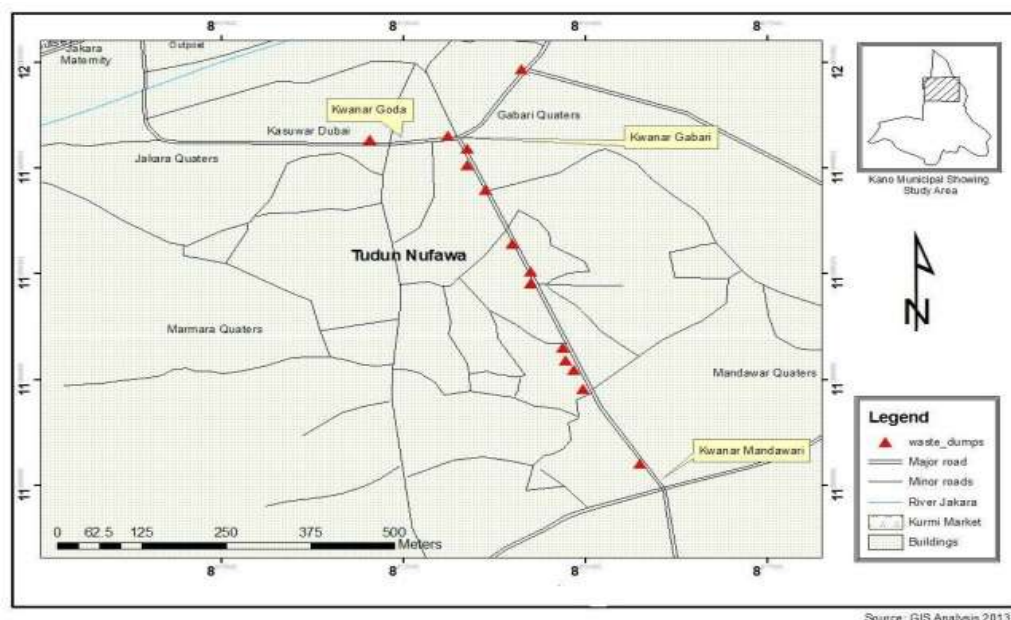 8
8
8
8
12
12
11
11
11
11
11
11
11
11
Jakara
Maternity
Outpost
Kwanar Goda
Gabari Quaters
Kasuwar Dubai
Kwanar Gabari
Jakara Quaters
Kano Municipal Showing
Study Area
Tudun Nufawa
N
Marmara Quaters
Mandawar Quaters
Kwanar Mandawari
Legend
waste_dumps
Major road
Minor roads
River Jakara
Kurmi Market
Buildings
0 62.5 125 250 375 500
Meters
8
8
8
8
Source: GIS Analysis 2013